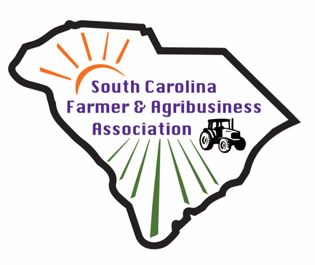 South Carolina
Farmer & Agribusiness
Association